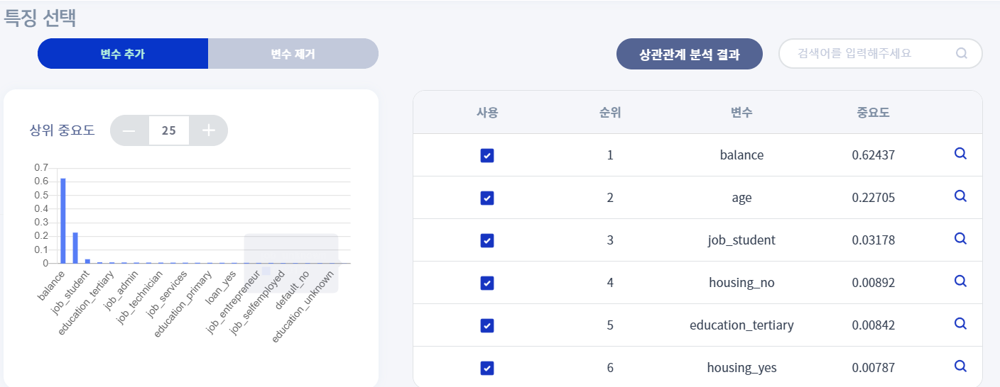 특징 선택
변수 추가
변수 제거
상관관계 분석 결과
검색어를 입력해주세요
상위 중요도
25
0.7
0.6
0.5
0.4
0.3
0.2
0.1
0
balance
job_student
education_tertiary
job_admin
job_technician
job_services
education_primary
loan_yes
job_entrepreneur
job_selfemployed
default_no
education_unknown
사용 순위 변수 중요도
1 balance 0.62437
2 age 0.22705
3 job_student 0.03178
4 housing_no 0.00892
5 education_tertiary 0.00842
6 housing_yes 0.00787